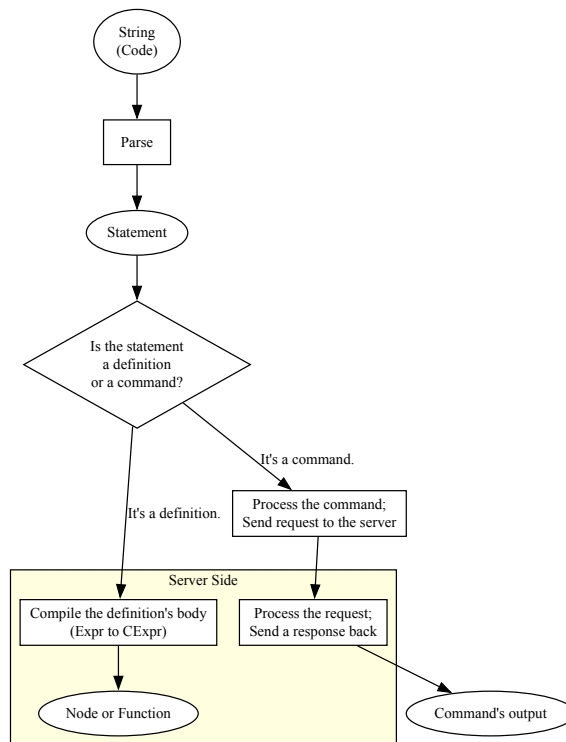 String
(Code)
Parse
Statement
Is the statement
a definition
or a command?
It's a command.
It's a definition.
Process the command;
Send request to the server
Server Side
Compile the definition's body
(Expr to CExpr)
Process the request;
Send a response back
Node or Function
Command's output